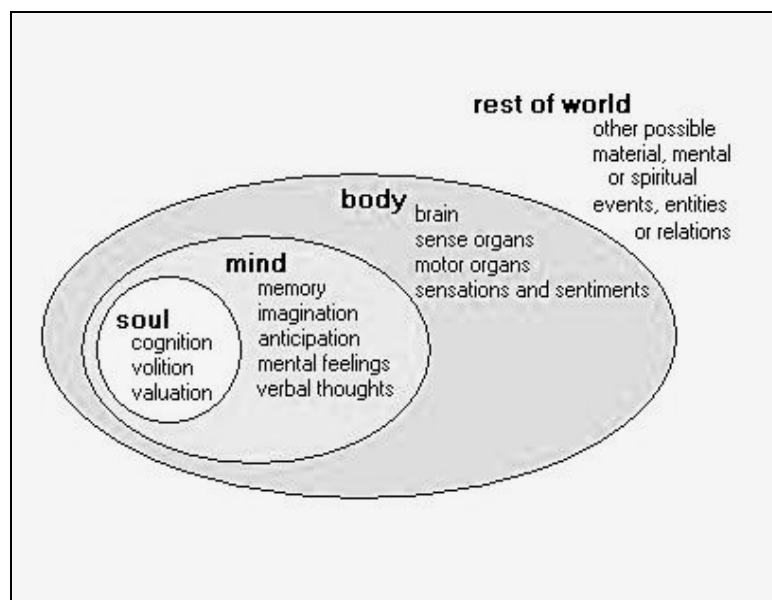 rest of world
other possible
material, mental
or spiritual
events, entities
or relations
body
brain
sense organs
motor organs
sensations and sentiments
mind
memory
imagination
anticipation
mental feelings
verbal thoughts
soul
cognition
volition
valuation